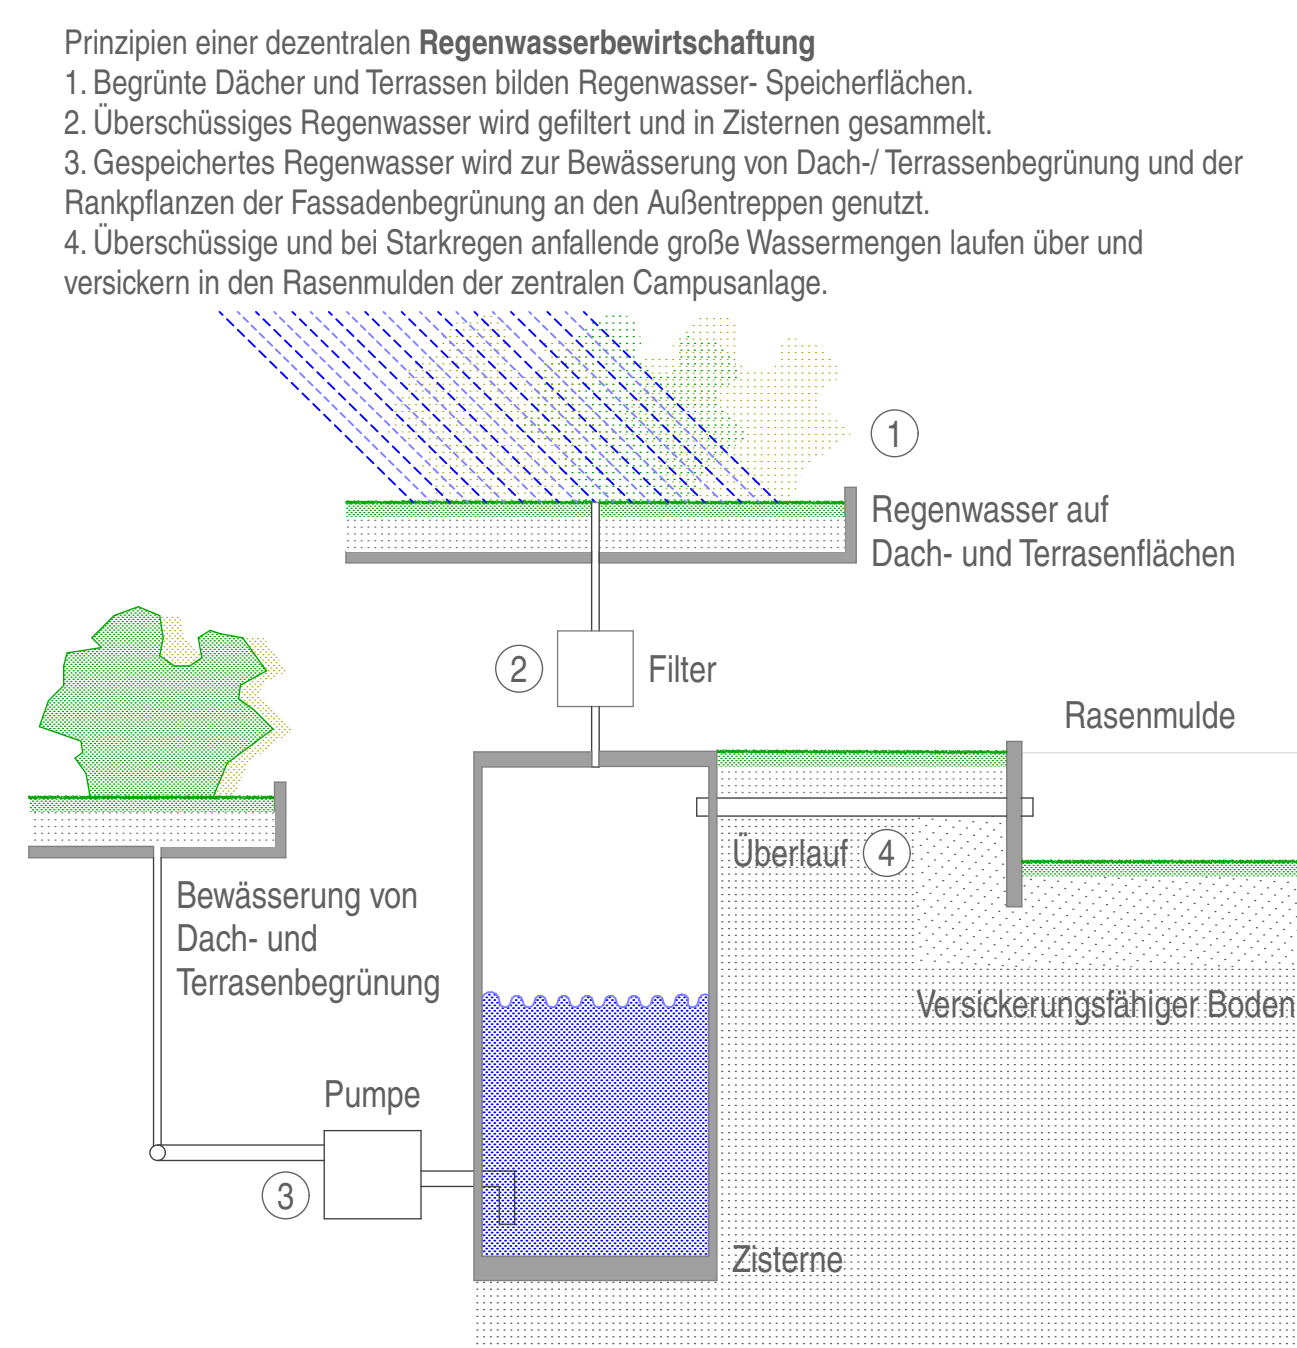 Prinzipien einer dezentralen Regenwasserbewirtschaftung
1. Begrünte Dächer und Terrassen bilden Regenwasser- Speicherflächen.
2. Überschüssiges Regenwasser wird gefiltert und in Zisternen gesammelt.
3. Gespeichertes Regenwasser wird zur Bewässerung von Dach-/ Terrassenbegrünung und der
Rankpflanzen der Fassadenbegrünung an den Außentreppen genutzt.
4. Überschüssige und bei Starkregen anfallende große Wassermengen laufen über und
versickern in den Rasenmulden der zentralen Campusanlage.
1
Regenwasser auf
Dach- und Terrasenflächen
2
Filter
Rasenmulde
Überlauf
4
Bewässerung von
Dach- und
Terrasenbegrünung
Versickerungsfähiger Boden
Pumpe
3
Zisterne